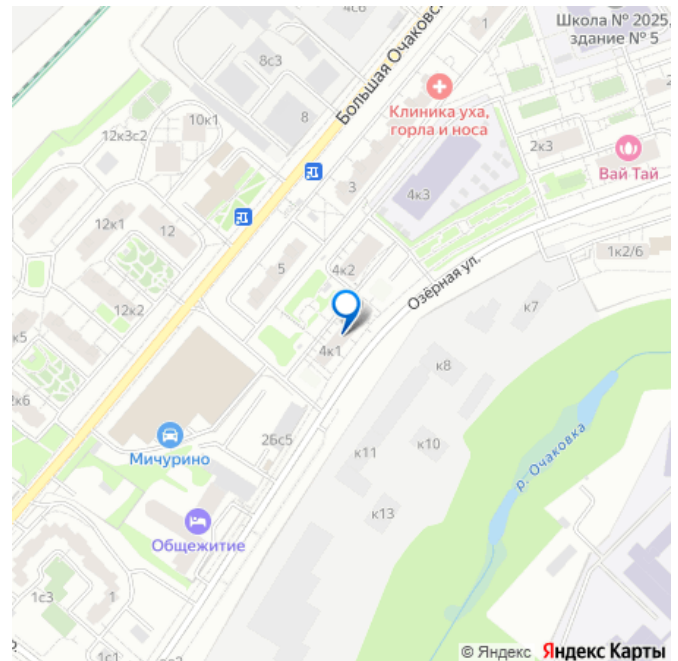 4с6
1
Школа № 2025,
здание № 5
8с3
Большая Очаковс
Клиника уха,
горла и носа
10к1
8
12к3с2
2к3
Вай Тай
3
4к3
12к1
12
1к2/6
5
4к2
Озёрная ул.
12к2
к7
к5
4к1
к8
2к6
Мичурино
26с5
к11
к10
р. Очаковка
к13
Общежитие
1с3
1
1с1
© Яндекс Яндекс Карты